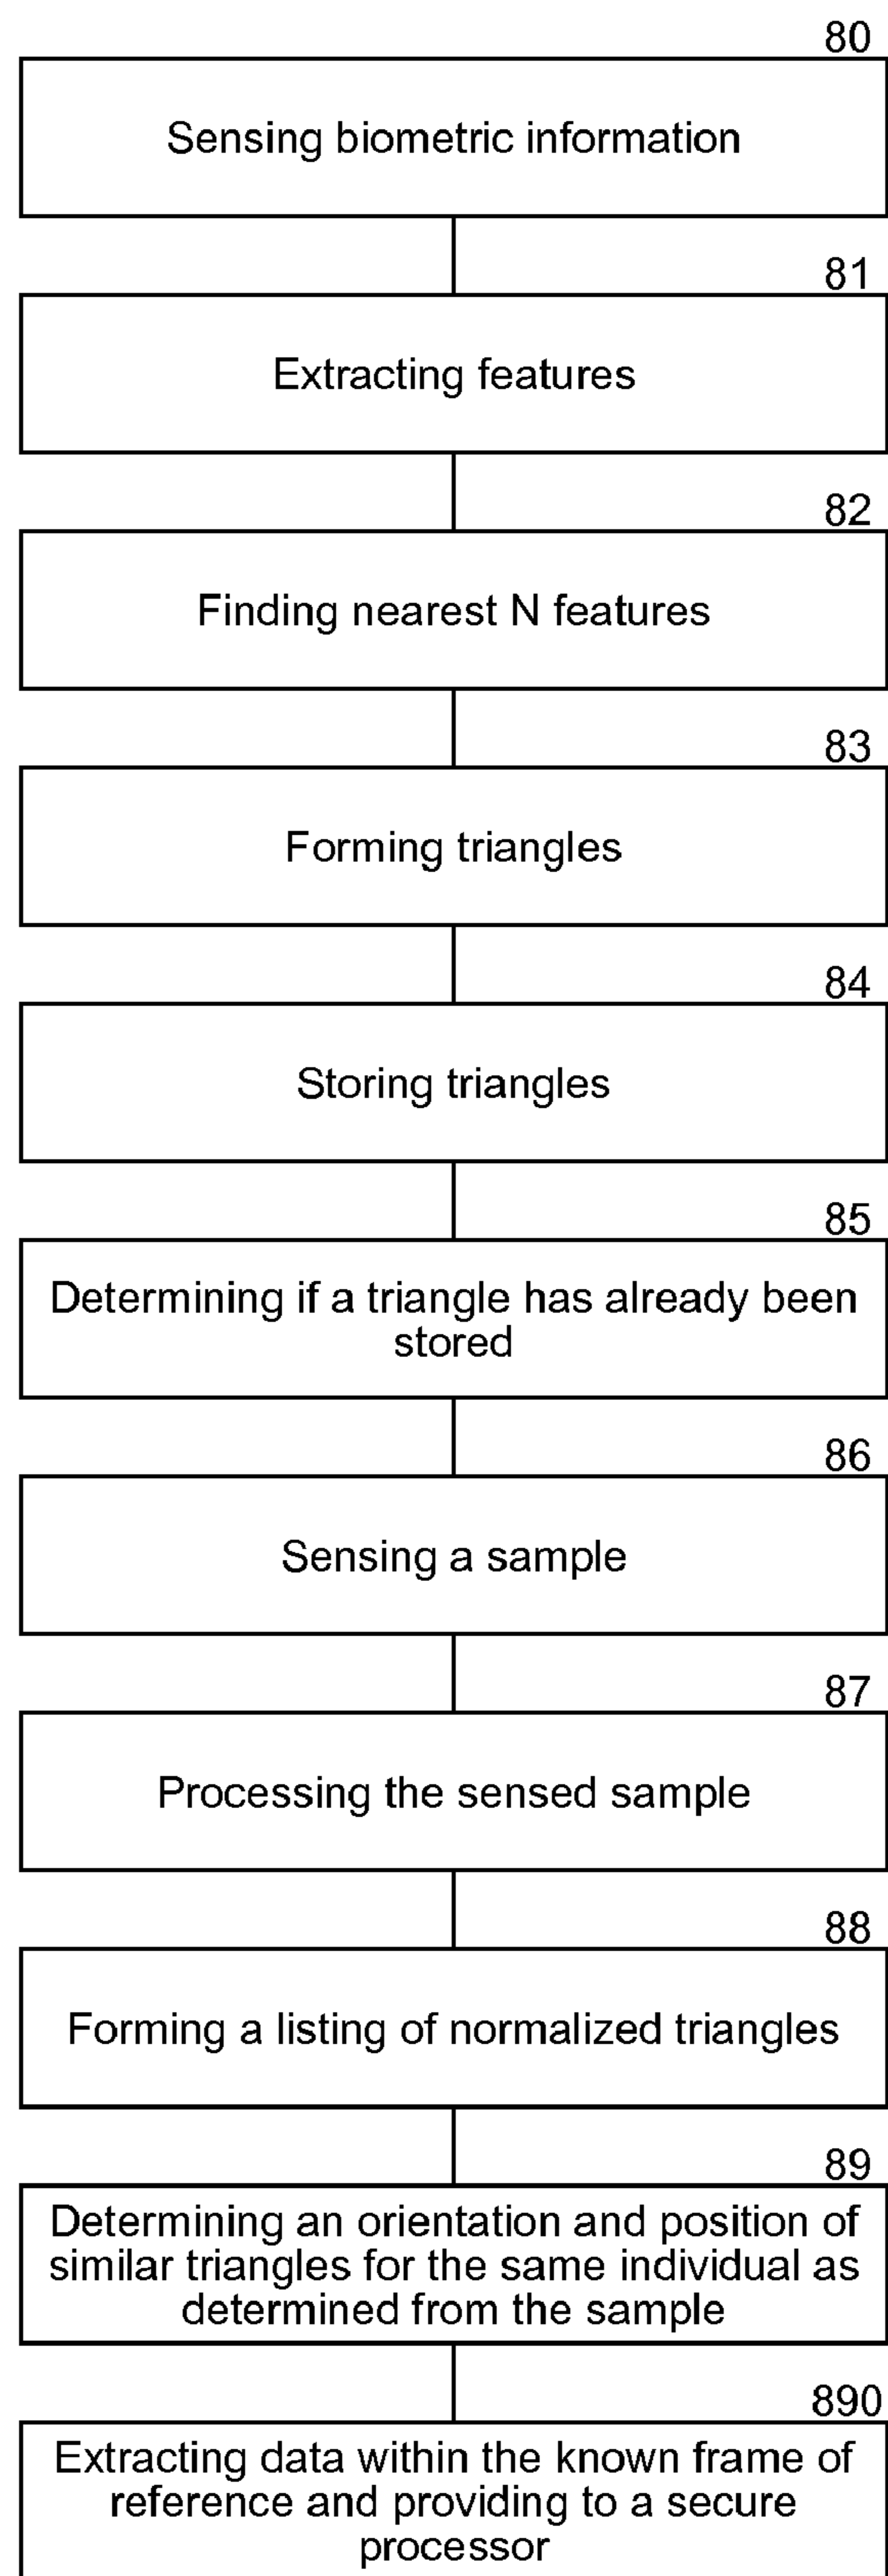 80
Sensing biometric information
81
Extracting features
82
Finding nearest N features
83
Forming triangles
84
Storing triangles
85
Determining if a triangle has already been
stored
86
Sensing a sample
87
Processing the sensed sample
88
Forming a listing of normalized triangles
89
Determining an orientation and position of
similar triangles for the same individual as
determined from the sample
890
Extracting data within the known frame of
reference and providing to a secure
processor